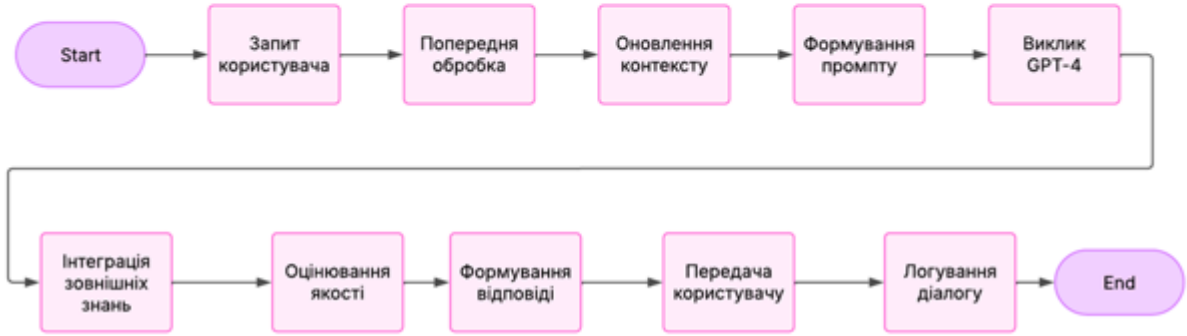 Start
Запит
користувача
Попередня
обробка
Оновлення
контексту
Формування
промпту
Виклик
GPT-4
Інтеграція
зовнішніх
знань
Оцінювання
якості
Формування
відповіді
Передача
користувачу
Логування
діалогу
End